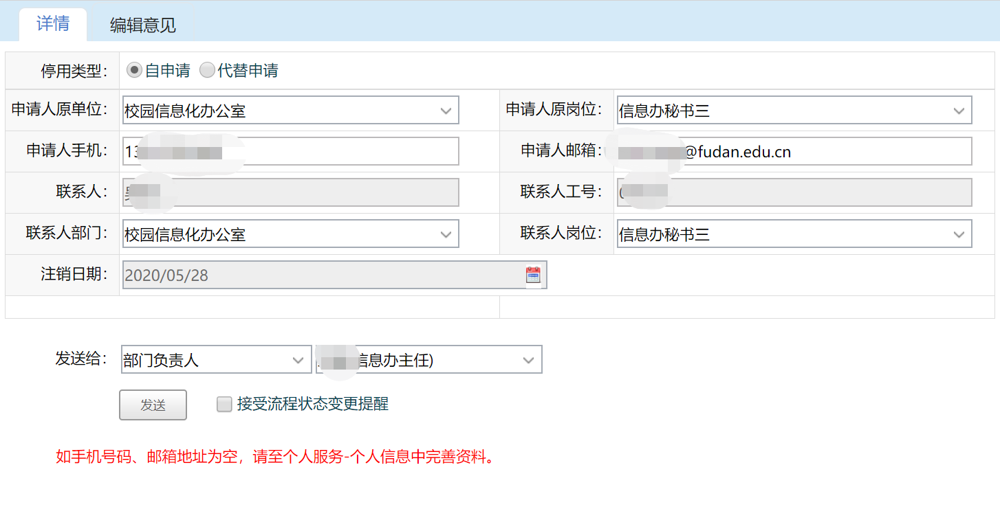 详情 编辑意见
停用类型： 自申请 代替申请
申请人原单位： 校园信息化办公室 申请人原岗位： 信息办秘书三
申请人手机： 13 申请人邮箱： @fudan.edu.cn
联系人： 联系人工号：
联系人部门： 校园信息化办公室 联系人岗位： 信息办秘书三
注销日期： 2020/05/28
发送给： 部门负责人 信息办主任)
发送 接受流程状态变更提醒
如手机号码、邮箱地址为空，请至个人服务-个人信息中完善资料。